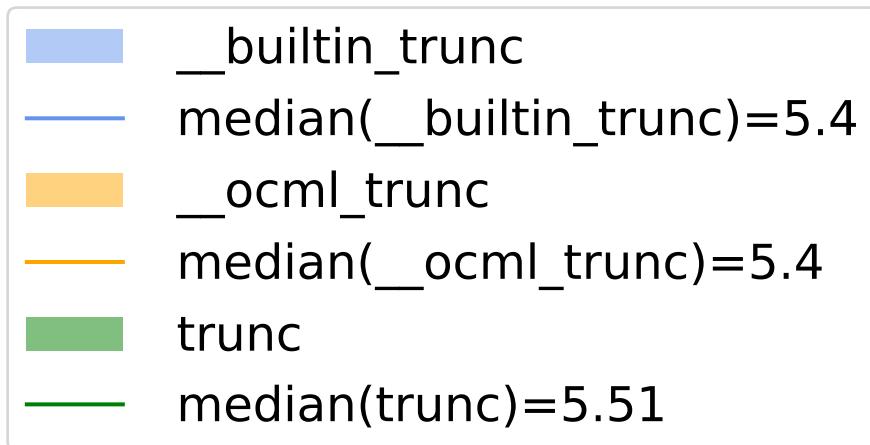 __builtin_trunc
median(__builtin_trunc)=5.4
__ocml_trunc
median(__ocml_trunc)=5.4
trunc
median(trunc)=5.51